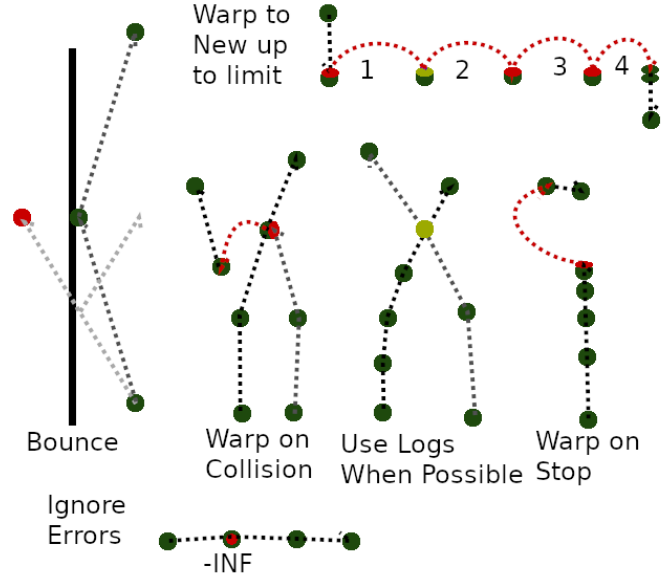 Warp to
New up
to limit
1
2
3
4
Bounce
Warp on
Collision
Use Logs
When Possible
Warp on
Stop
Ignore
Errors
-INF